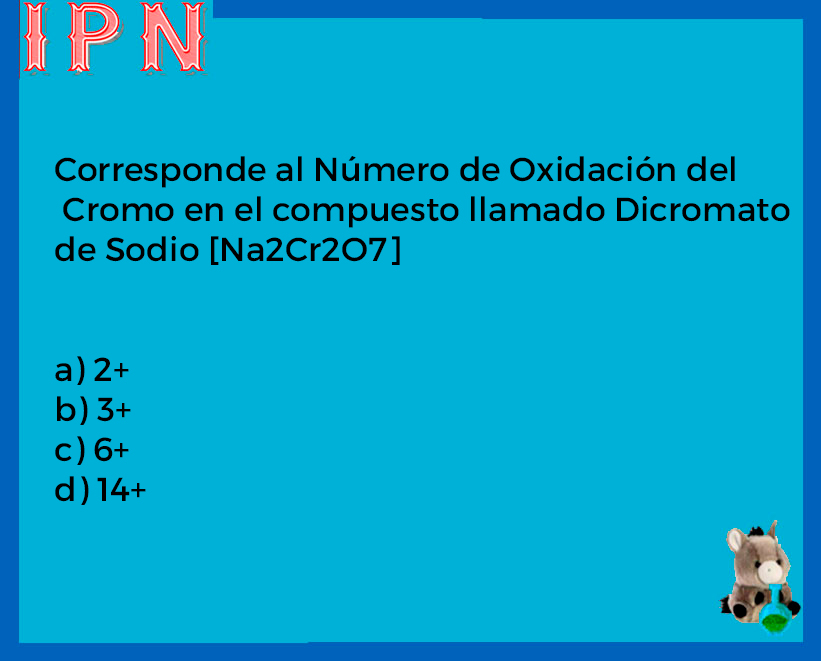 IPN
Corresponde al Número de Oxidación del
Cromo en el compuesto llamado Dicromato
de Sodio [Na2Cr2O7]
a) 2+
b) 3+
c) 6+
d) 14+